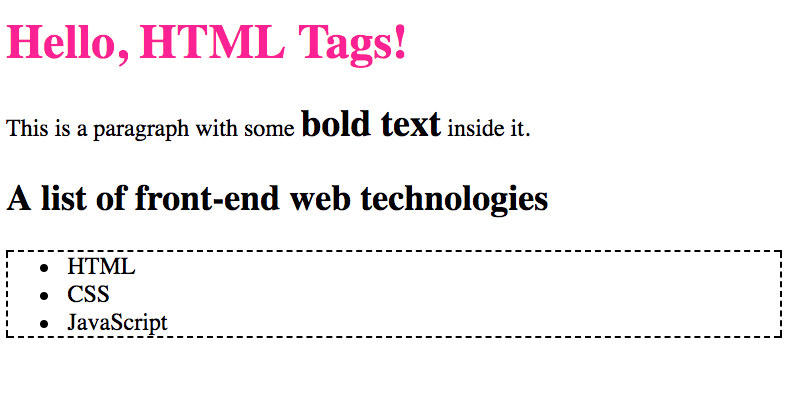 Hello, HTML Tags!
This is a paragraph with some bold text inside it.
A list of front-end web technologies
HTML
CSS
JavaScript